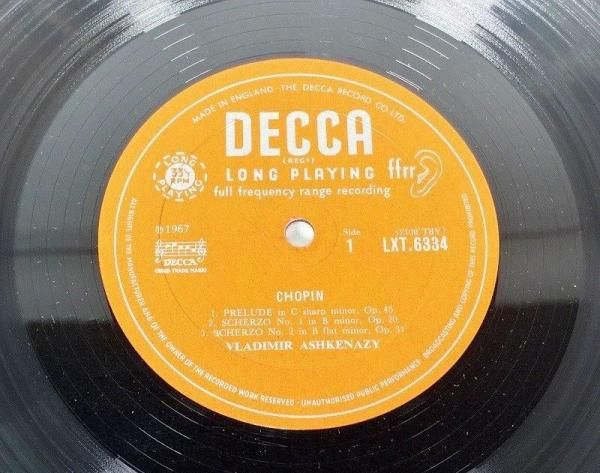 MADE IN ENGLAND. THE DECCA RECORD CO. LTD.
DECCA
(REGD)
LONG PLAYING
33⅓
RPM
LONG PLAYING
ffrr
full frequency range recording
℗1967
DECCA
Side
1
LXT.6334
CHOPIN
1. PRELUDE in C sharp minor, Op. 45
2. SCHERZO No. 1 in B minor, Op. 20
3. SCHERZO No. 2 in B flat minor, Op. 31
VLADIMIR ASHKENAZY
ALL RIGHTS OF THE MANUFACTURER AND OF THE OWNER OF THE RECORDED WORK RESERVED · UNAUTHORISED PUBLIC PERFORMANCE, BROADCASTING AND COPYING OF THIS RECORD PROHIBITED